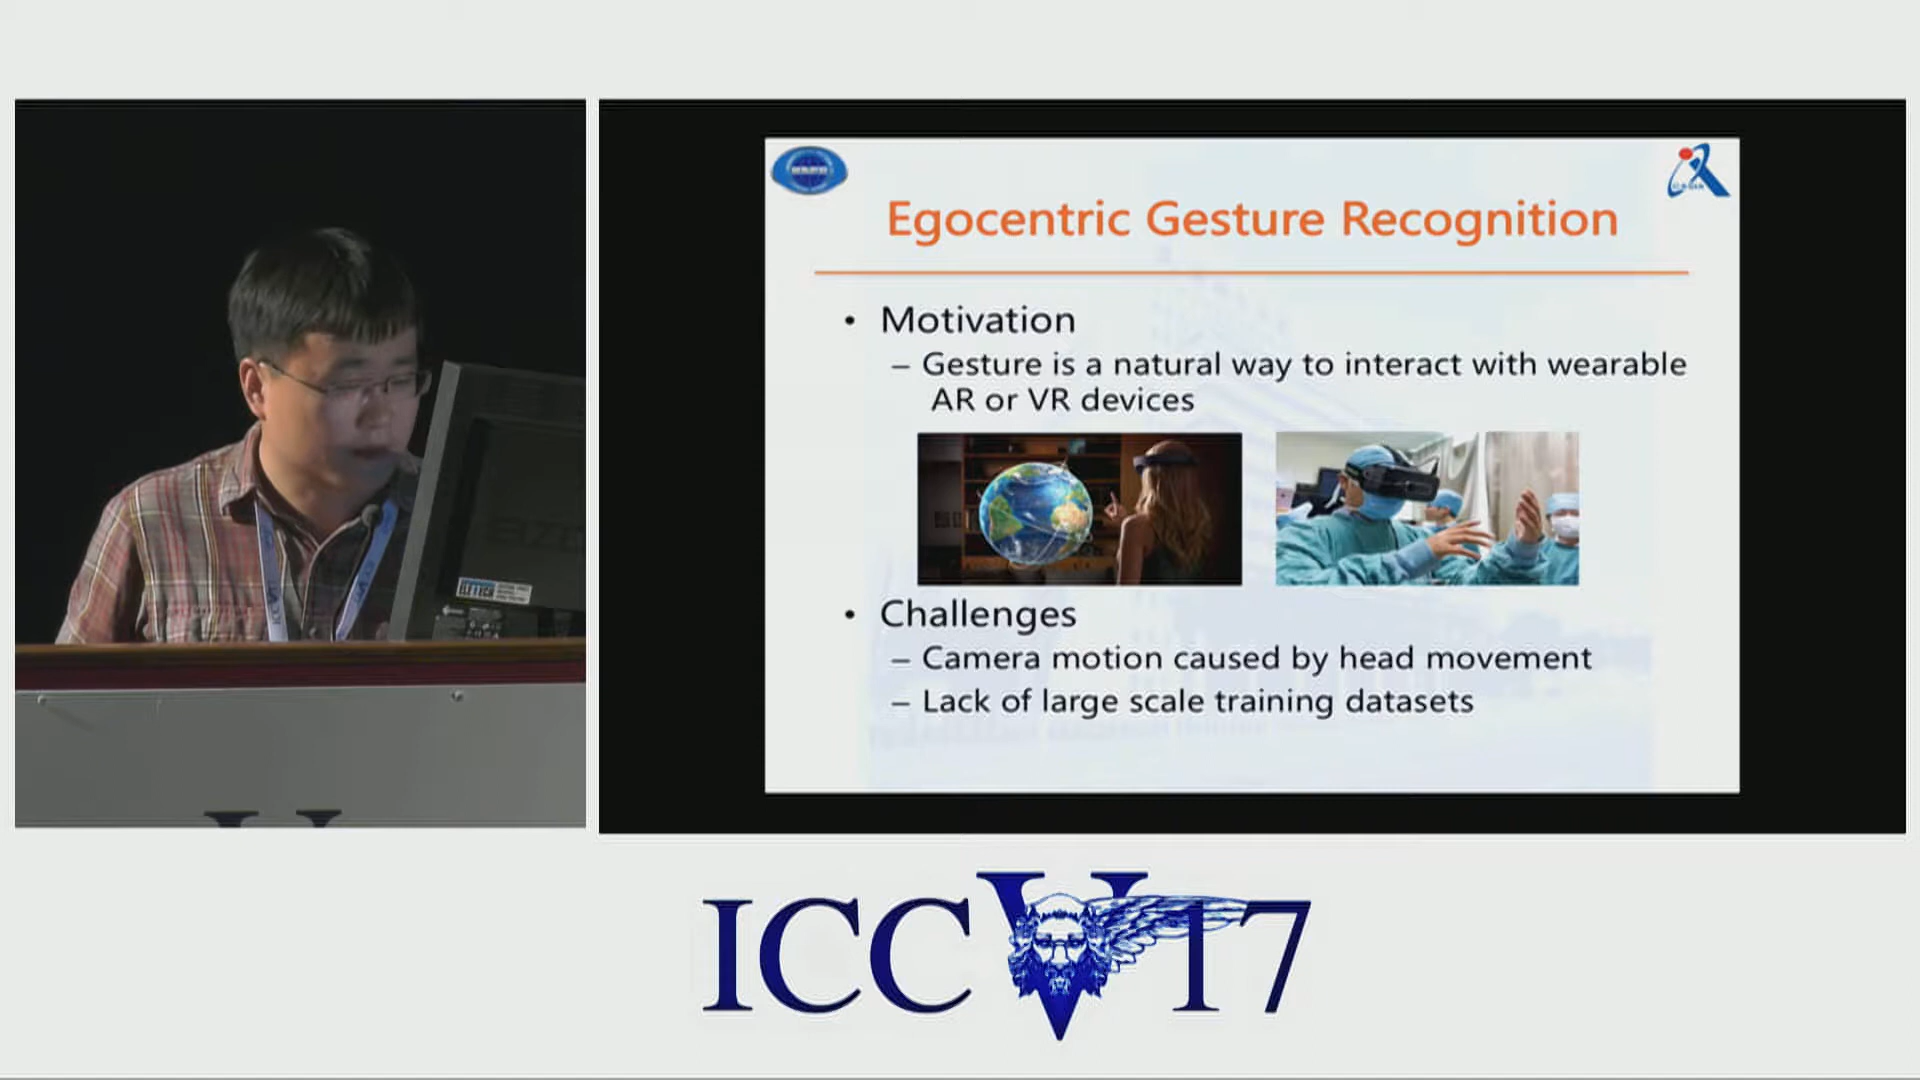 Egocentric Gesture Recognition
• Motivation
– Gesture is a natural way to interact with wearable
AR or VR devices
• Challenges
– Camera motion caused by head movement
– Lack of large scale training datasets
ICCV17